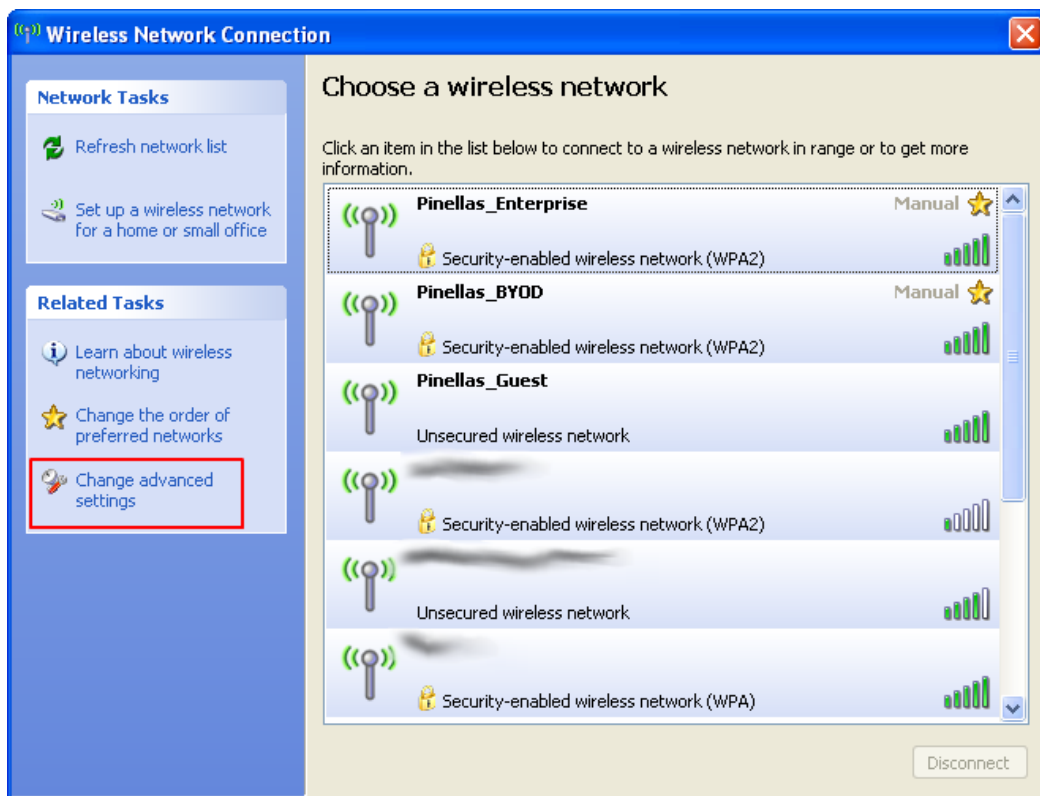 Wireless Network Connection
Network Tasks
Refresh network list
Set up a wireless network
for a home or small office
Related Tasks
Learn about wireless
networking
Change the order of
preferred networks
Change advanced
settings
Choose a wireless network
Click an item in the list below to connect to a wireless network in range or to get more
information.
Pinellas_Enterprise Manual
Security-enabled wireless network (WPA2)
Pinellas_BYOD Manual
Security-enabled wireless network (WPA2)
Pinellas_Guest
Unsecured wireless network
Security-enabled wireless network (WPA2)
Unsecured wireless network
Security-enabled wireless network (WPA)
Disconnect